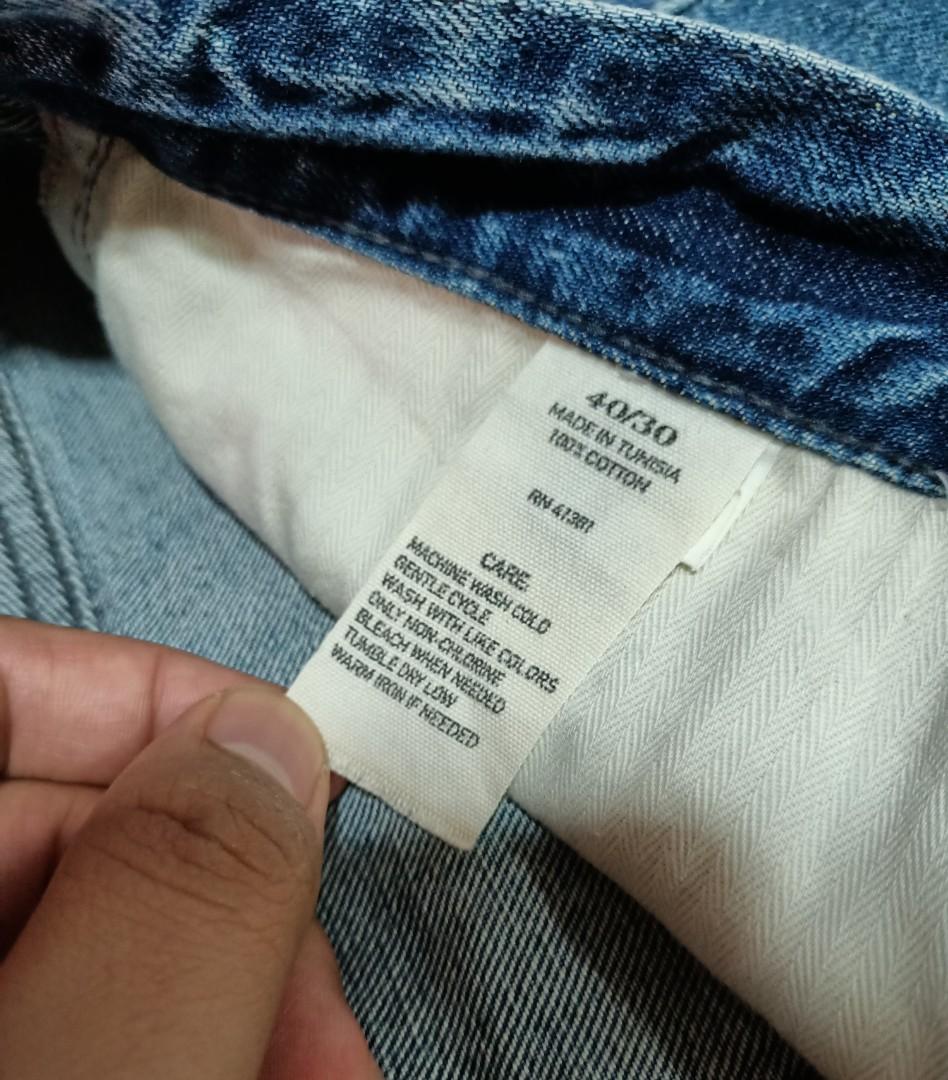 40/30
MADE IN TUNISIA
100% COTTON
RN 41381
CARE
MACHINE WASH COLD
GENTLE CYCLE
WASH WITH LIKE COLORS
ONLY NON-CHLORINE
BLEACH WHEN NEEDED
TUMBLE DRY LOW
WARM IRON IF NEEDED